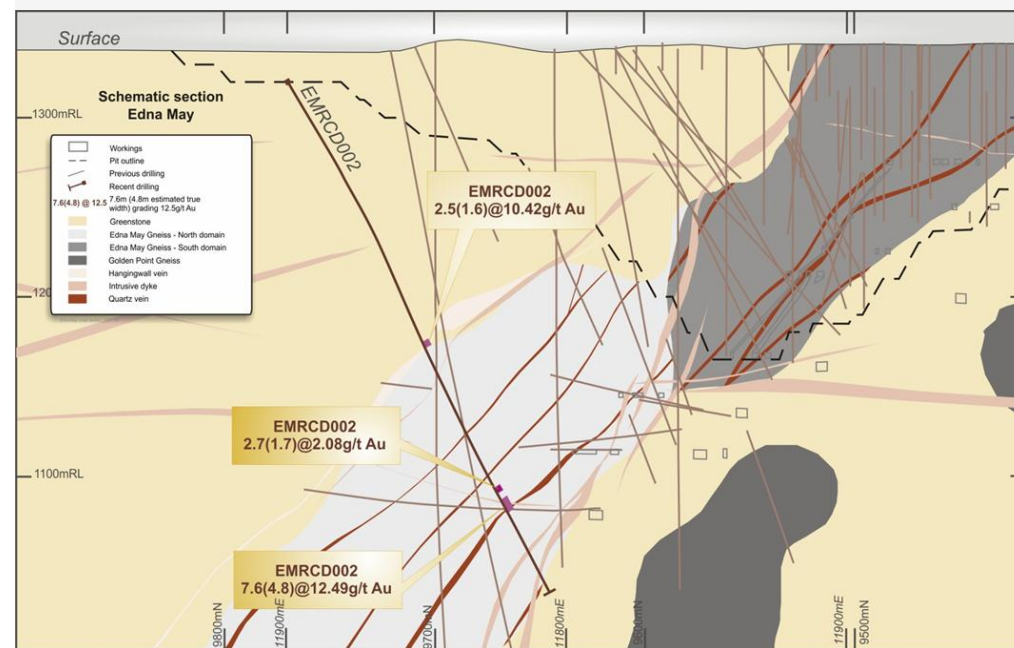 Surface
1300mRL
Schematic section
Edna May
Workings
Pit outline
Previous drilling
Recent drilling
7.6(4.8) @ 12.5 7.6m (4.8m estimated true
width) grading 12.5g/t Au
Greenstone
Edna May Gneiss - North domain
Edna May Gneiss - South domain
Golden Point Gneiss
Hangingwall vein
Intrusive dyke
Quartz vein
EMRCD002
EMRCD002
2.5(1.6)@10.42g/t Au
120
EMRCD002
2.7(1.7)@2.08g/t Au
1100mRL
EMRCD002
7.6(4.8)@12.49g/t Au
9800mN
11900mE
9700mN
11800mE
9600mN
11900mE
9500mN